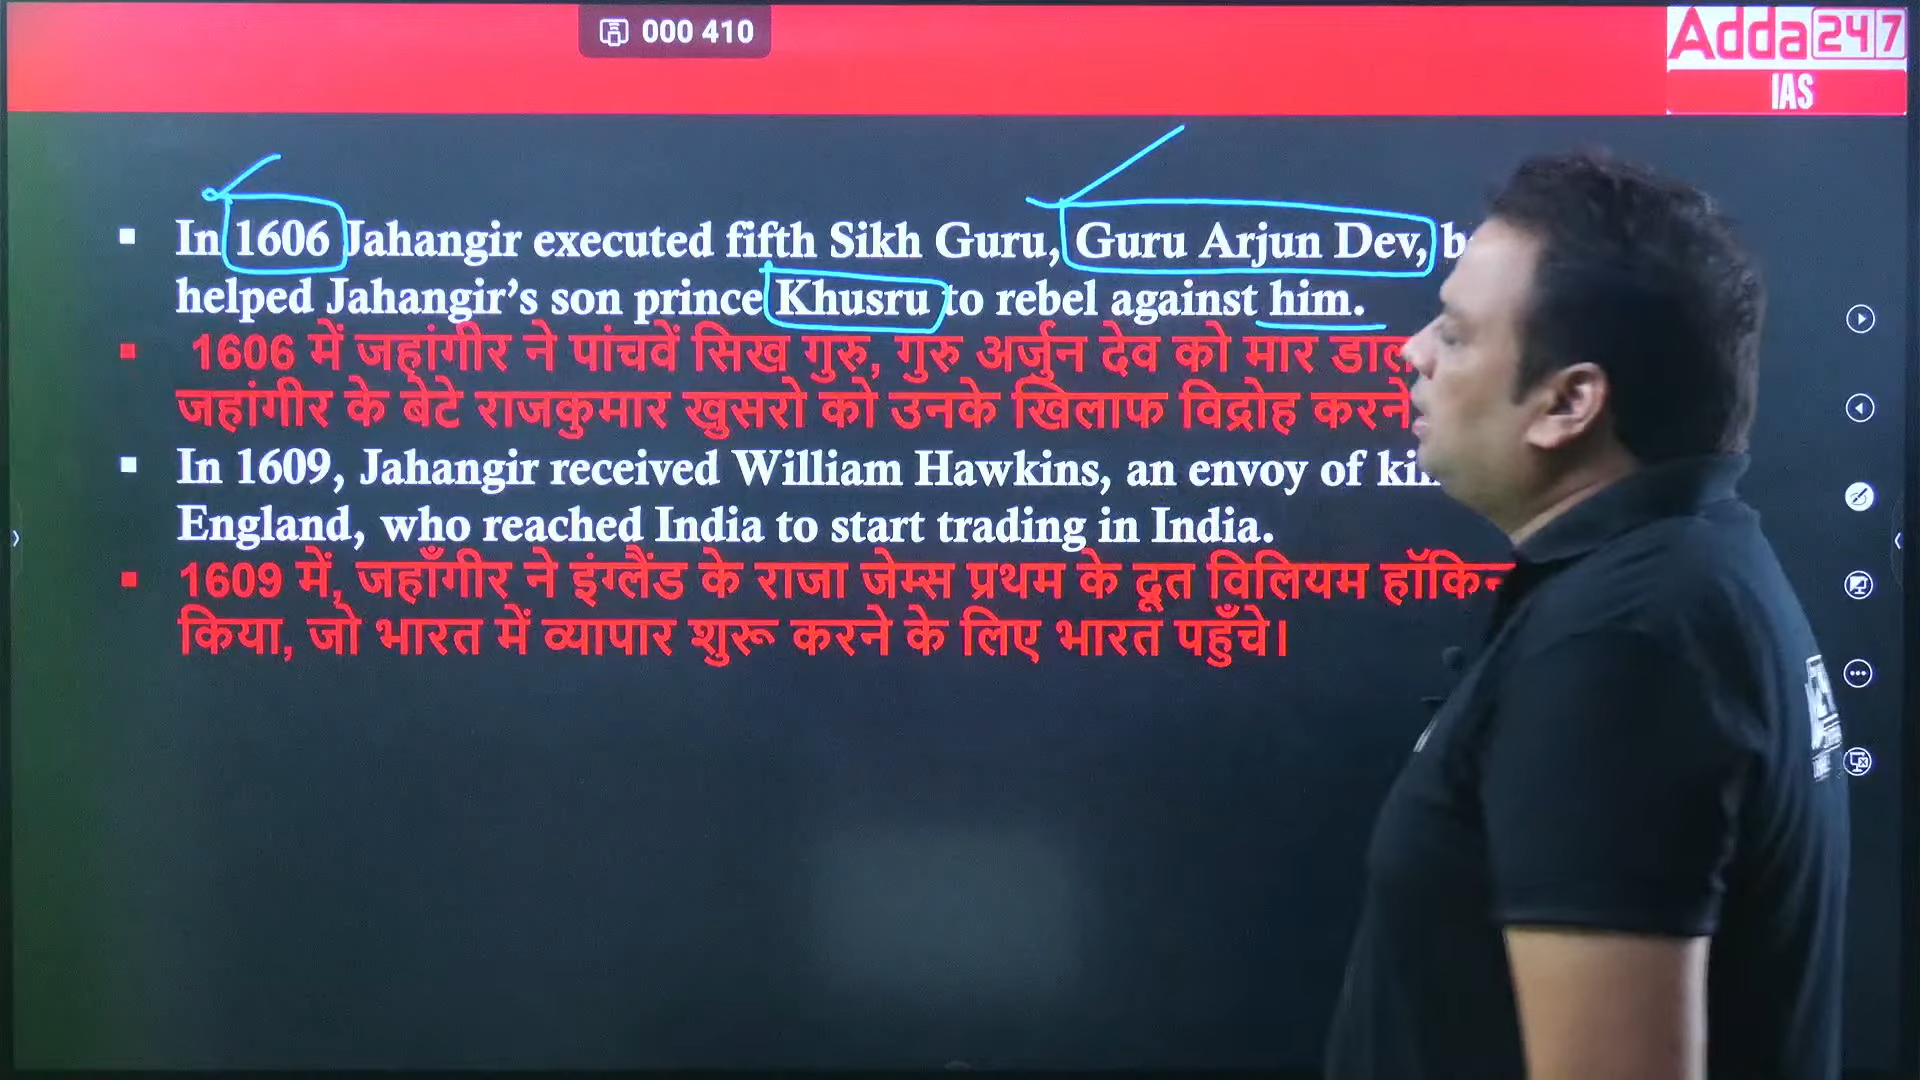 000 410
Adda247
IAS
In 1606 Jahangir executed fifth Sikh Guru, Guru Arjun Dev,
helped Jahangir's son prince Khusru to rebel against him.
1606 में जहांगीर ने पांचवें सिख गुरु, गुरु अर्जुन देव को मार
जहांगीर के बेटे राजकुमार खुसरो को उनके खिलाफ विद्रोह करने
In 1609, Jahangir received William Hawkins, an envoy of
England, who reached India to start trading in India.
1609 में, जहाँगीर ने इंग्लैंड के राजा जेम्स प्रथम के दूत विलियम
किया, जो भारत में व्यापार शुरू करने के लिए भारत पहुँचे।